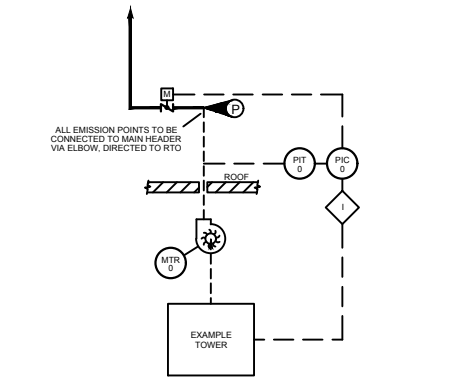 M
P
ALL EMISSION POINTS TO BE
CONNECTED TO MAIN HEADER
VIA ELBOW, DIRECTED TO RTO
PIT
0
PIC
0
ROOF
I
MTR
0
EXAMPLE
TOWER